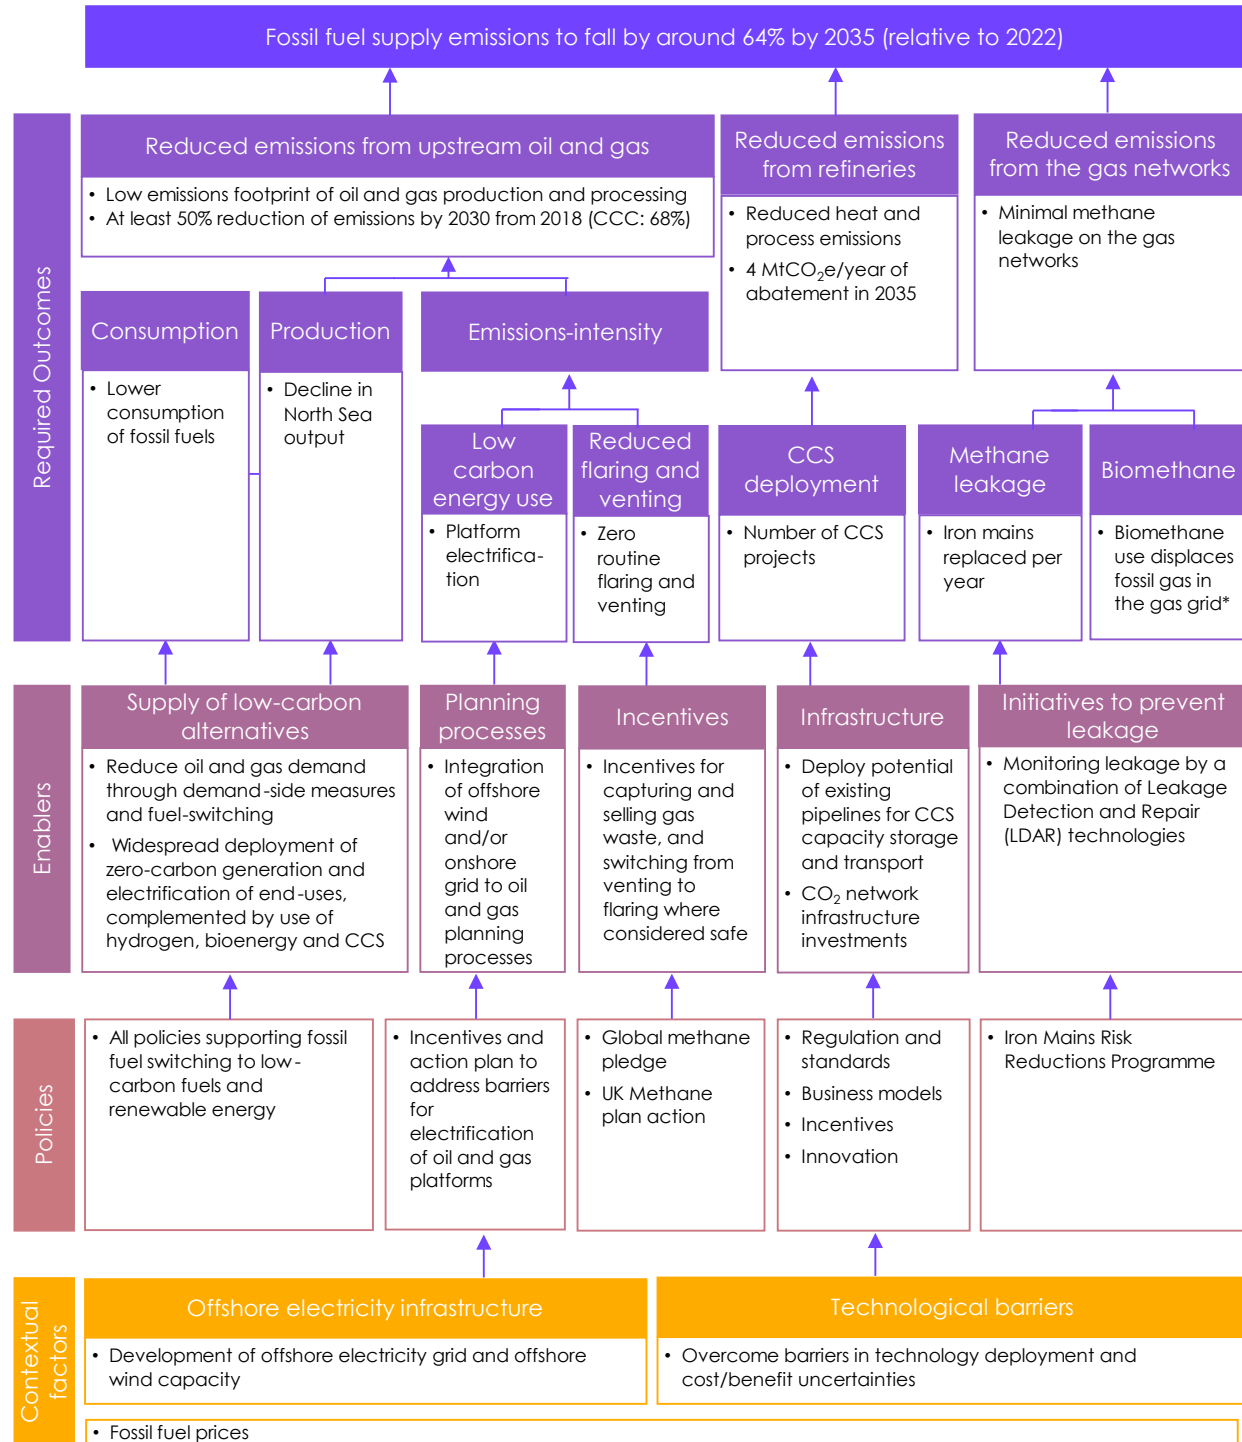 Fossil fuel supply emissions to fall by around 64% by 2035 (relative to 2022)
Required Outcomes
Reduced emissions from upstream oil and gas
• Low emissions footprint of oil and gas production and processing
• At least 50% reduction of emissions by 2030 from 2018 (CCC: 68%)
Reduced emissions
from refineries
• Reduced heat and
process emissions
• 4 MtCO₂e/year of
abatement in 2035
Reduced emissions
from the gas networks
• Minimal methane
leakage on the gas
networks
Consumption
• Lower
consumption
of fossil fuels
Production
• Decline in
North Sea
output
Emissions-intensity
Low
carbon
energy use
• Platform
electrifica-
tion
Reduced
flaring and
venting
• Zero
routine
flaring and
venting
CCS
deployment
• Number of CCS
projects
Methane
leakage
• Iron mains
replaced per
year
Biomethane
• Biomethane
use displaces
fossil gas in
the gas grid*
Enablers
Supply of low-carbon
alternatives
• Reduce oil and gas demand
through demand-side measures
and fuel-switching
• Widespread deployment of
zero-carbon generation and
electrification of end-uses,
complemented by use of
hydrogen, bioenergy and CCS
Planning
processes
• Integration
of offshore
wind
and/or
onshore
grid to oil
and gas
planning
processes
Incentives
• Incentives for
capturing and
selling gas
waste, and
switching from
venting to
flaring where
considered safe
Infrastructure
• Deploy potential
of existing
pipelines for CCS
capacity storage
and transport
• CO₂ network
infrastructure
investments
Initiatives to prevent
leakage
• Monitoring leakage by a
combination of Leakage
Detection and Repair
(LDAR) technologies
Policies
• All policies supporting fossil
fuel switching to low-
carbon fuels and
renewable energy
• Incentives and
action plan to
address barriers
for
electrification
of oil and gas
platforms
• Global methane
pledge
• UK Methane
plan action
• Regulation and
standards
• Business models
• Incentives
• Innovation
• Iron Mains Risk
Reductions Programme
Contextual
factors
Offshore electricity infrastructure
• Development of offshore electricity grid and offshore
wind capacity
Technological barriers
• Overcome barriers in technology deployment and
cost/benefit uncertainties
• Fossil fuel prices